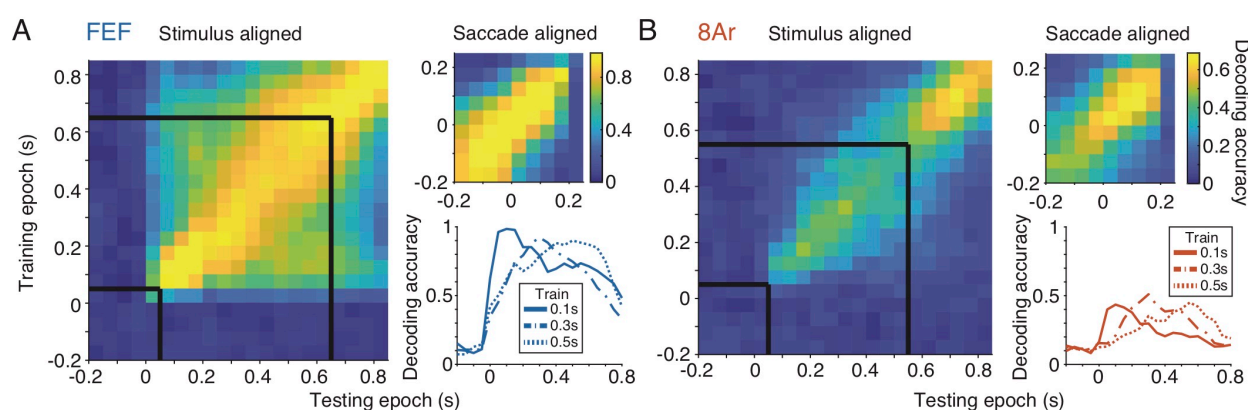 A FEF Stimulus aligned
Saccade aligned
B 8Ar Stimulus aligned
Saccade aligned
Training epoch (s)
0.8
0.6
0.4
0.2
0
-0.2
-0.2 0 0.2 0.4 0.6 0.8
Testing epoch (s)
0.2
0
-0.2
-0.2 0 0.2
0.8
0.4
0
Decoding accuracy
1
0.5
0
0 0.4 0.8
Train
0.1s
0.3s
0.5s
0.8
0.6
0.4
0.2
0
-0.2
-0.2 0 0.2 0.4 0.6 0.8
Testing epoch (s)
0.2
0
-0.2
-0.2 0 0.2
0.6
0.4
0.2
0
Decoding accuracy
Decoding accuracy
1
0.5
0
0 0.4 0.8
Train
0.1s
0.3s
0.5s